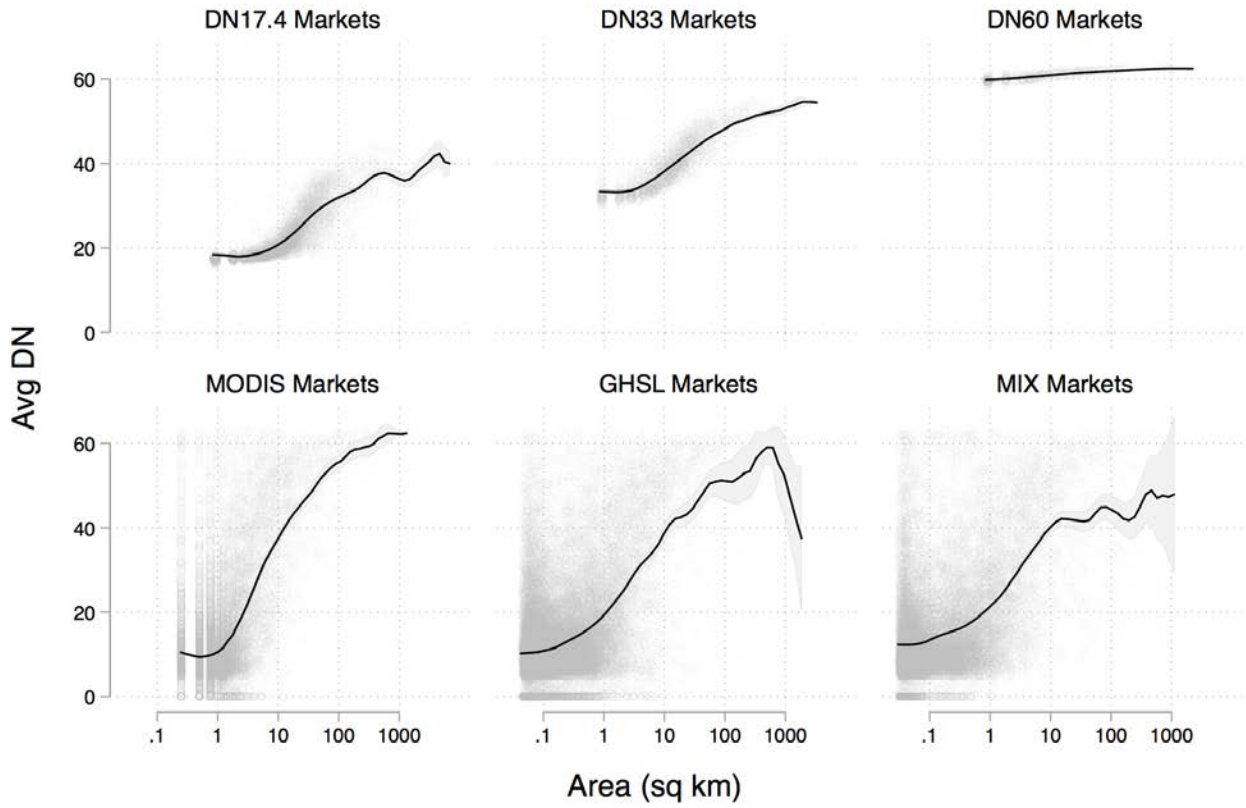 DN17.4 Markets
DN33 Markets
DN60 Markets
60
40
20
0
Avg DN
MODIS Markets
GHSL Markets
MIX Markets
60
40
20
0
.1 1 10 100 1000
.1 1 10 100 1000
.1 1 10 100 1000
Area (sq km)